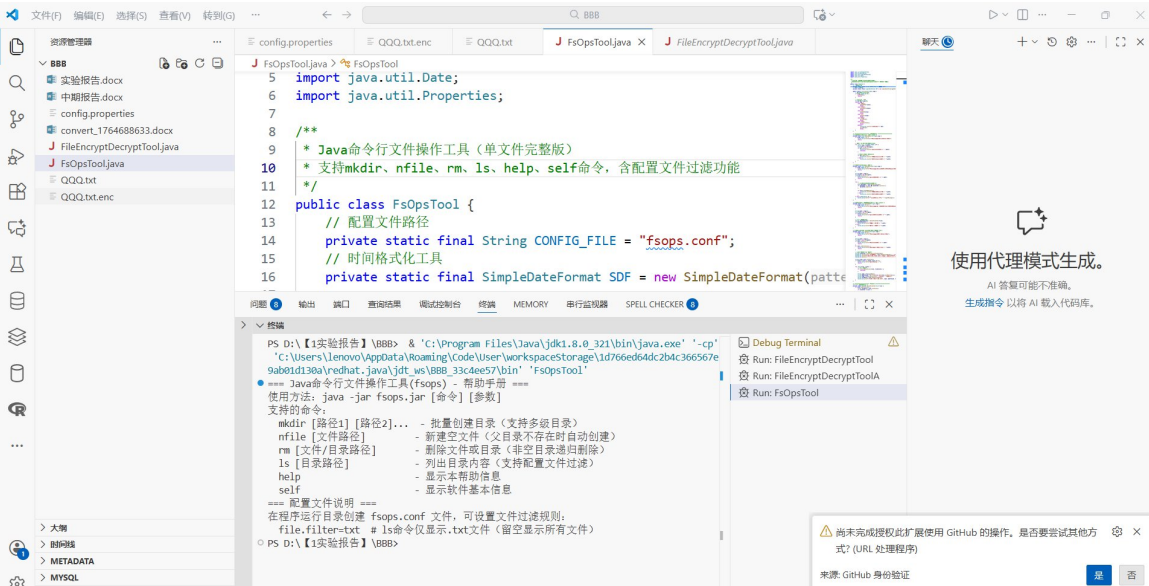 文件(F) 编辑(E) 选择(S) 查看(V) 转到(G) ··· BBB
资源管理器 ···
config.properties QQQ.txt.enc QQQ.txt J FsOpsTool.java J FileEncryptDecryptTool.java
聊天
BBB
实验报告.docx
中期报告.docx
config.properties
convert_1764688633.docx
J FileEncryptDecryptTool.java
J FsOpsTool.java
QQQ.txt
QQQ.txt.enc
J FsOpsTool.java > FsOpsTool
5 import java.util.Date;
6 import java.util.Properties;
7
8 /**
9 * Java命令行文件操作工具（单文件完整版）
10 * 支持mkdir、nfile、rm、ls、help、self命令，含配置文件过滤功能
11 */
12 public class FsOpsTool {
13 // 配置文件路径
14 private static final String CONFIG_FILE = "fsops.conf";
15 // 时间格式化工具
16 private static final SimpleDateFormat SDF = new SimpleDateFormat(patte
问题 8 输出 端口 查询结果 调试控制台 终端 MEMORY 串行监视器 SPELL CHECKER 8 ···
终端
PS D:\【1实验报告】\BBB> & 'C:\Program Files\Java\jdk1.8.0_321\bin\java.exe' '-cp'
'C:\Users\lenovo\AppData\Roaming\Code\User\workspaceStorage\1d766ed64dc2b4c366567e
9ab01d130a\redhat.java\jdt_ws\BBB_33c4ee57\bin' 'FsOpsTool'
=== Java命令行文件操作工具(fsops) - 帮助手册 ===
使用方法：java -jar fsops.jar [命令] [参数]
支持的命令：
mkdir [路径1] [路径2]... - 批量创建目录（支持多级目录）
nfile [文件路径] - 新建空文件（父目录不存在时自动创建）
rm [文件/目录路径] - 删除文件或目录（非空目录递归删除）
ls [目录路径] - 列出目录内容（支持配置文件过滤）
help - 显示本帮助信息
self - 显示软件基本信息
=== 配置文件说明 ===
在程序运行目录创建 fsops.conf 文件，可设置文件过滤规则：
file.filter=txt # ls命令仅显示.txt文件（留空显示所有文件）
PS D:\【1实验报告】\BBB>
Debug Terminal
Run: FileEncryptDecryptTool
Run: FileEncryptDecryptToolA
Run: FsOpsTool
使用代理模式生成。
AI 答复可能不准确。
生成指令 以将 AI 载入代码库。
大纲
时间线
METADATA
MYSQL
1
尚未完成授权此扩展使用 GitHub 的操作。是否要尝试其他方
式? (URL 处理程序)
来源: GitHub 身份验证
是 否